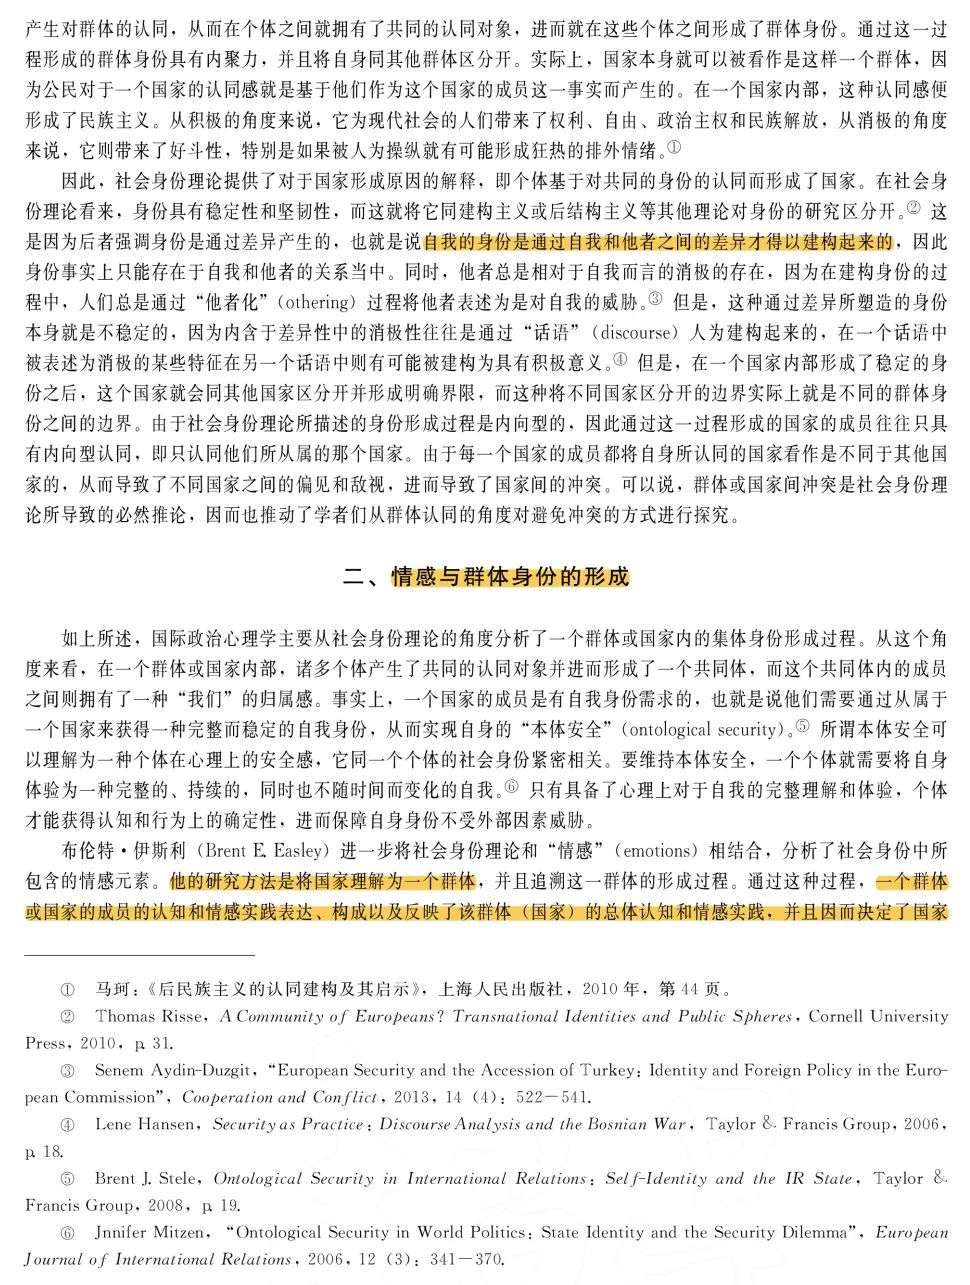 产生对群体的认同，从而在个体之间就拥有了共同的认同对象，进而就在这些个体之间形成了群体身份。通过这一过
程形成的群体身份具有内聚力，并且将自身同其他群体区分开。实际上，国家本身就可以被看作是这样一个群体，因
为公民对于一个国家的认同感就是基于他们作为这个国家的成员这一事实而产生的。在一个国家内部，这种认同感便
形成了民族主义。从积极的角度来说，它为现代社会的人们带来了权利、自由、政治主权和民族解放，从消极的角度
来说，它则带来了好斗性，特别是如果被人为操纵就有可能形成狂热的排外情绪。①
因此，社会身份理论提供了对于国家形成原因的解释，即个体基于对共同的身份的认同而形成了国家。在社会身
份理论看来，身份具有稳定性和坚韧性，而这就将它同建构主义或后结构主义等其他理论对身份的研究区分开。② 这
是因为后者强调身份是通过差异产生的，也就是说自我的身份是通过自我和他者之间的差异才得以建构起来的，因此
身份事实上只能存在于自我和他者的关系当中。同时，他者总是相对于自我而言的消极的存在，因为在建构身份的过
程中，人们总是通过“他者化”（othering）过程将他者表述为是对自我的威胁。③ 但是，这种通过差异所塑造的身份
本身就是不稳定的，因为内含于差异性中的消极性往往是通过“话语”（discourse）人为建构起来的，在一个话语中
被表述为消极的某些特征在另一个话语中则有可能被建构为具有积极意义。④ 但是，在一个国家内部形成了稳定的身
份之后，这个国家就会同其他国家区分开并形成明确界限，而这种将不同国家区分开的边界实际上就是不同的群体身
份之间的边界。由于社会身份理论所描述的身份形成过程是内向型的，因此通过这一过程形成的国家的成员往往只具
有内向型认同，即只认同他们所从属的那个国家。由于每一个国家的成员都将自身所认同的国家看作是不同于其他国
家的，从而导致了不同国家之间的偏见和敌视，进而导致了国家间的冲突。可以说，群体或国家间冲突是社会身份理
论所导致的必然推论，因而也推动了学者们从群体认同的角度对避免冲突的方式进行探究。
二、情感与群体身份的形成
如上所述，国际政治心理学主要从社会身份理论的角度分析了一个群体或国家内的集体身份形成过程。从这个角
度来看，在一个群体或国家内部，诸多个体产生了共同的认同对象并进而形成了一个共同体，而这个共同体内的成员
之间则拥有了一种“我们”的归属感。事实上，一个国家的成员是有自我身份需求的，也就是说他们需要通过从属于
一个国家来获得一种完整而稳定的自我身份，从而实现自身的“本体安全”（ontological security）。⑤ 所谓本体安全可
以理解为一种个体在心理上的安全感，它同一个个体的社会身份紧密相关。要维持本体安全，一个个体就需要将自身
体验为一种完整的、持续的，同时也不随时间而变化的自我。⑥ 只有具备了心理上对于自我的完整理解和体验，个体
才能获得认知和行为上的确定性，进而保障自身身份不受外部因素威胁。
布伦特·伊斯利（Brent E. Easley）进一步将社会身份理论和“情感”（emotions）相结合，分析了社会身份中所
包含的情感元素。他的研究方法是将国家理解为一个群体，并且追溯这一群体的形成过程。通过这种过程，一个群体
或国家的成员的认知和情感实践表达、构成以及反映了该群体（国家）的总体认知和情感实践，并且因而决定了国家
① 马珂：《后民族主义的认同建构及其启示》，上海人民出版社，2010 年，第 44 页。
② Thomas Risse, A Community of Europeans? Transnational Identities and Public Spheres, Cornell University
Press, 2010, p. 31.
③ Senem Aydin-Duzgit, “European Security and the Accession of Turkey: Identity and Foreign Policy in the Euro-
pean Commission”, Cooperation and Conflict, 2013, 14 (4): 522-541.
④ Lene Hansen, Security as Practice: Discourse Analysis and the Bosnian War, Taylor & Francis Group, 2006,
p. 18.
⑤ Brent J. Stele, Ontological Security in International Relations: Self-Identity and the IR State, Taylor &
Francis Group, 2008, p. 19.
⑥ Jnnifer Mitzen, “Ontological Security in World Politics: State Identity and the Security Dilemma”, European
Journal of International Relations, 2006, 12 (3): 341-370.